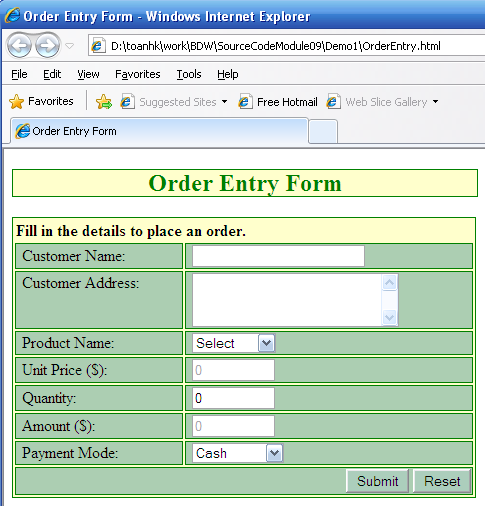 Order Entry Form - Windows Internet Explorer
D:\toanhk\work\BDW\SourceCodeModule09\Demo1\OrderEntry.html
File Edit View Favorites Tools Help
Favorites Suggested Sites Free Hotmail Web Slice Gallery
Order Entry Form
Order Entry Form
Fill in the details to place an order.
Customer Name:
Customer Address:
Product Name: Select
Unit Price ($): 0
Quantity: 0
Amount ($): 0
Payment Mode: Cash
Submit Reset